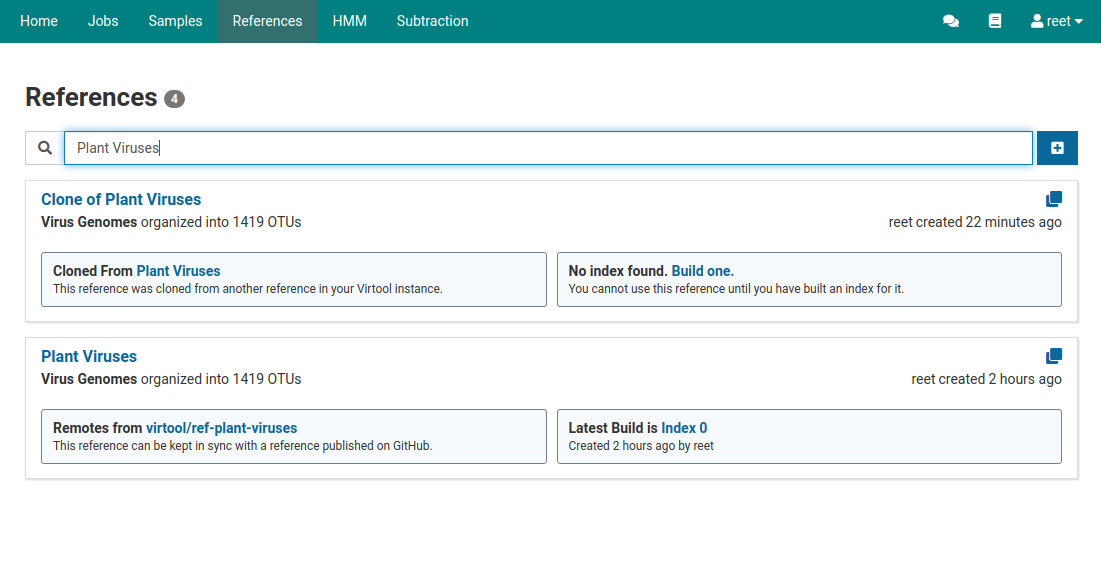 Home Jobs Samples References HMM Subtraction reet
References 4
Plant Viruses
Clone of Plant Viruses
Virus Genomes organized into 1419 OTUs reet created 22 minutes ago
Cloned From Plant Viruses
This reference was cloned from another reference in your Virtool instance.
No index found. Build one.
You cannot use this reference until you have built an index for it.
Plant Viruses
Virus Genomes organized into 1419 OTUs reet created 2 hours ago
Remotes from virtool/ref-plant-viruses
This reference can be kept in sync with a reference published on GitHub.
Latest Build is Index 0
Created 2 hours ago by reet